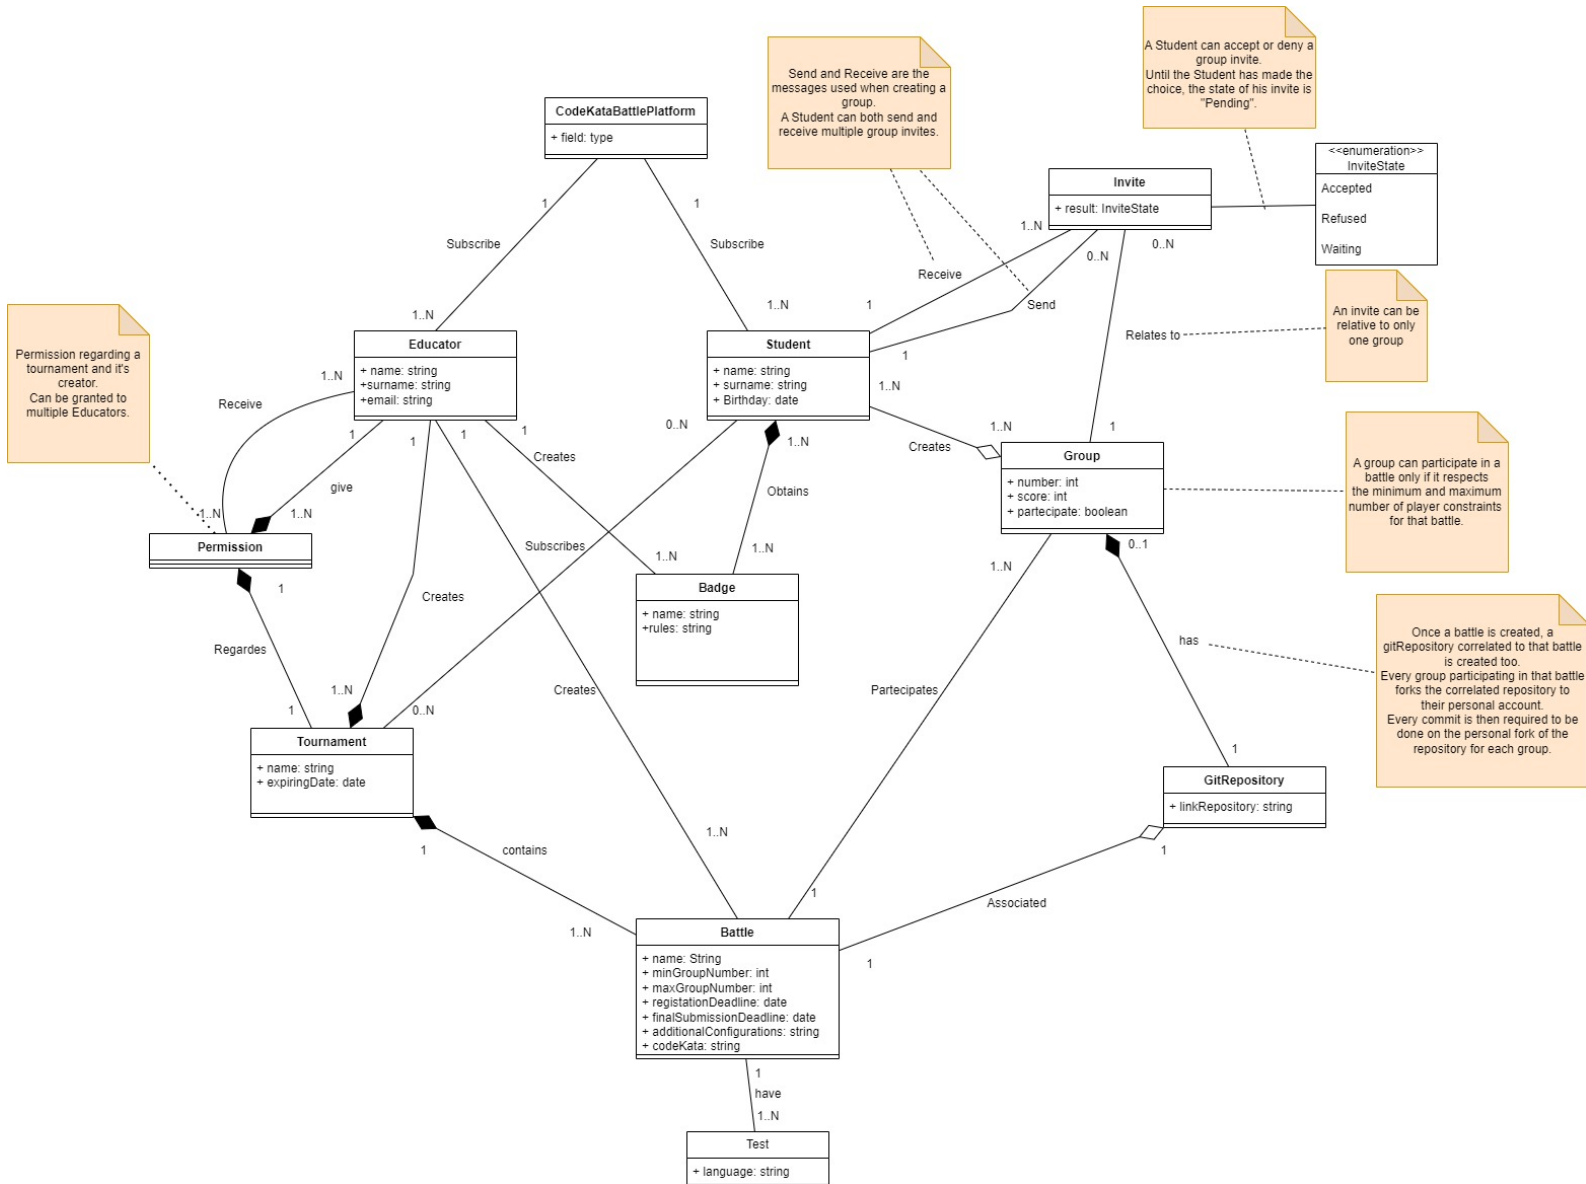 A Student can accept or deny a
group invite.
Until the Student has made the
choice, the state of his invite is
"Pending".
Send and Receive are the
messages used when creating a
group.
A Student can both send and
receive multiple group invites.
CodeKataBattlePlatform
+ field: type
<<enumeration>>
InviteState
Accepted
Refused
Waiting
Invite
+ result: InviteState
1
1
1..N
0..N
0..N
Subscribe
Subscribe
Receive
Send
1..N
1..N
1
1
Relates to
An invite can be
relative to only
one group
Permission regarding a
tournament and it's
creator.
Can be granted to
multiple Educators.
Educator
+ name: string
+surname: string
+email: string
Student
+ name: string
+ surname: string
+ Birthday: date
1..N
Receive
1..N
1
1
1
1
0..N
1..N
1..N
1
Creates
Creates
Group
+ number: int
+ score: int
+ partecipate: boolean
A group can participate in a
battle only if it respects
the minimum and maximum
number of player constraints
for that battle.
give
Obtains
1..N
1..N
Permission
Subscribes
1..N
1..N
1..N
0..1
1
Creates
Badge
+ name: string
+rules: string
Regardes
Creates
Partecipates
has
Once a battle is created, a
gitRepository correlated to that battle
is created too.
Every group participating in that battle
forks the correlated repository to
their personal account.
Every commit is then required to be
done on the personal fork of the
repository for each group.
1..N
1
0..N
1
Tournament
+ name: string
+ expiringDate: date
GitRepository
+ linkRepository: string
1..N
1
contains
1
1
Associated
1..N
1
Battle
+ name: String
+ minGroupNumber: int
+ maxGroupNumber: int
+ registationDeadline: date
+ finalSubmissionDeadline: date
+ additionalConfigurations: string
+ codeKata: string
1
have
1..N
Test
+ language: string